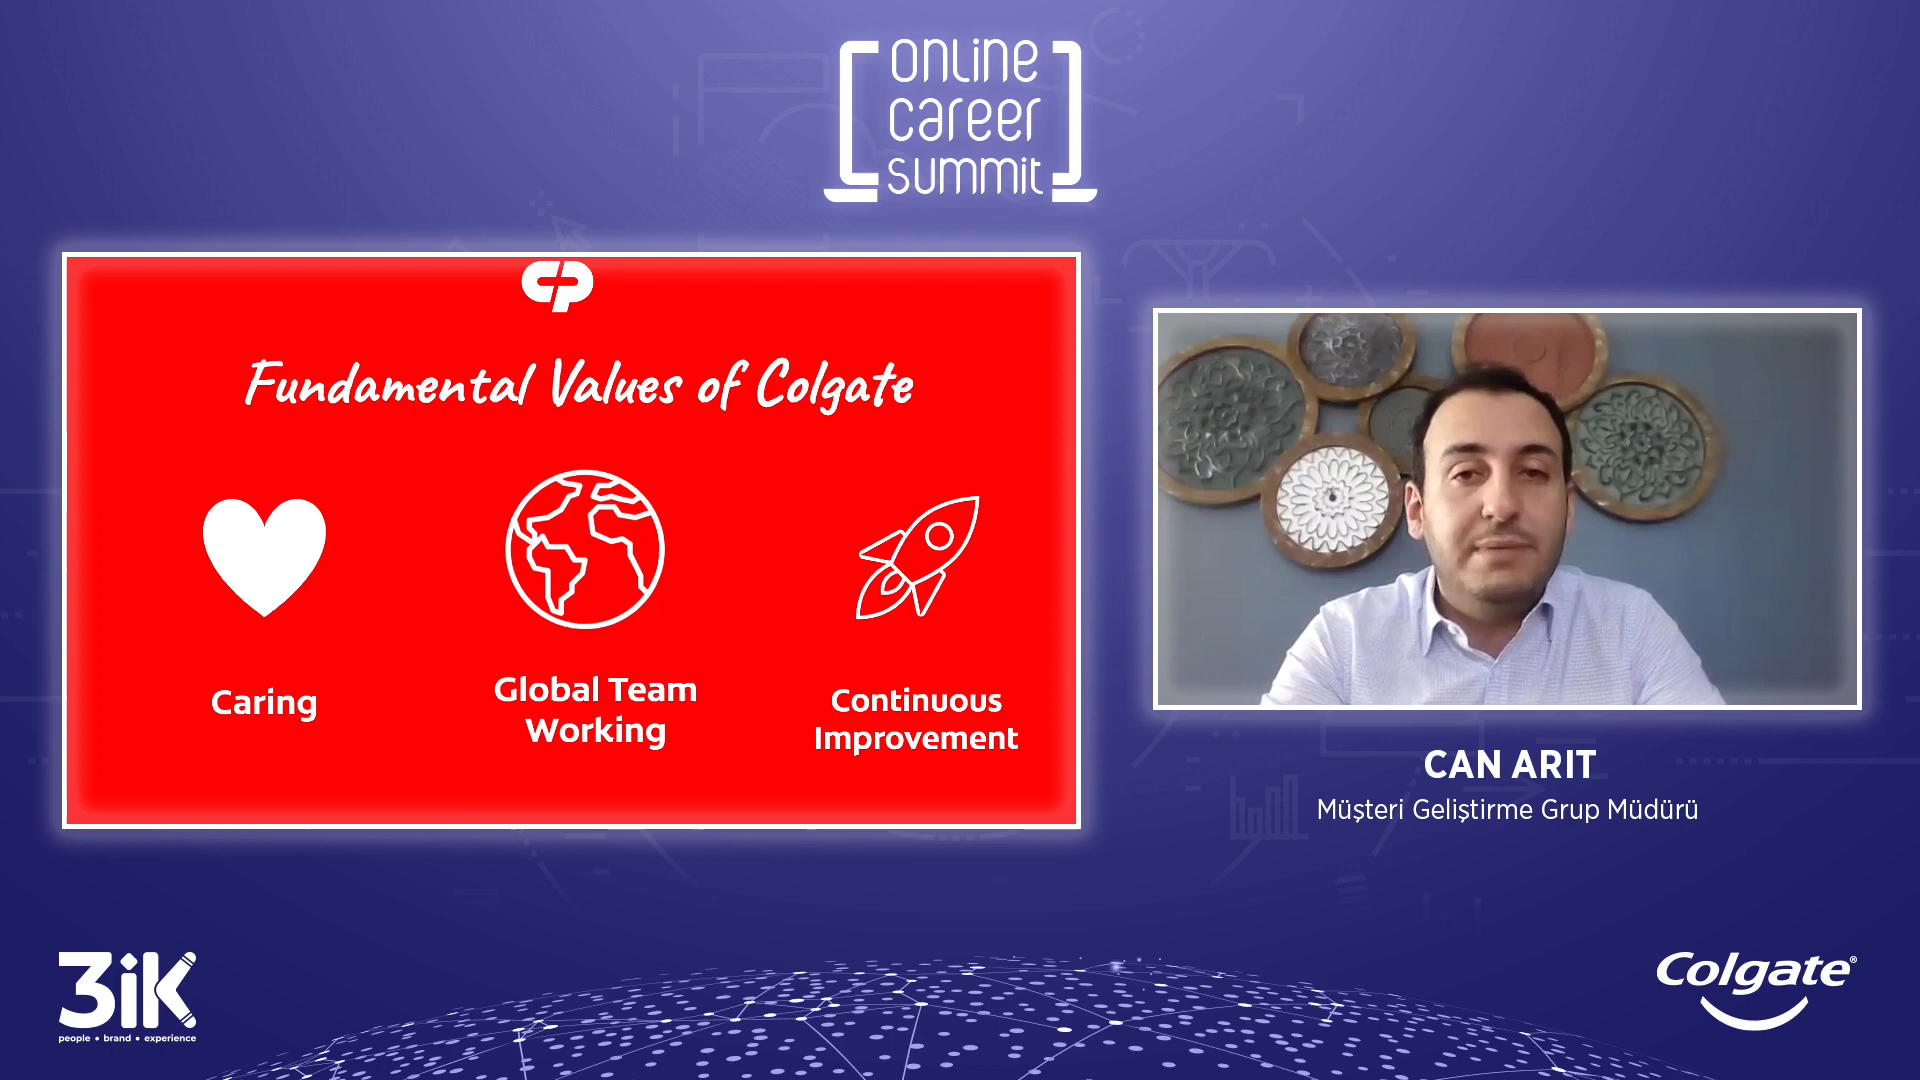 online
career
summit
CP
Fundamental Values of Colgate
Caring
Global Team
Working
Continuous
Improvement
CAN ARIT
Müşteri Geliştirme Grup Müdürü
3iK
people • brand • experience
Colgate®